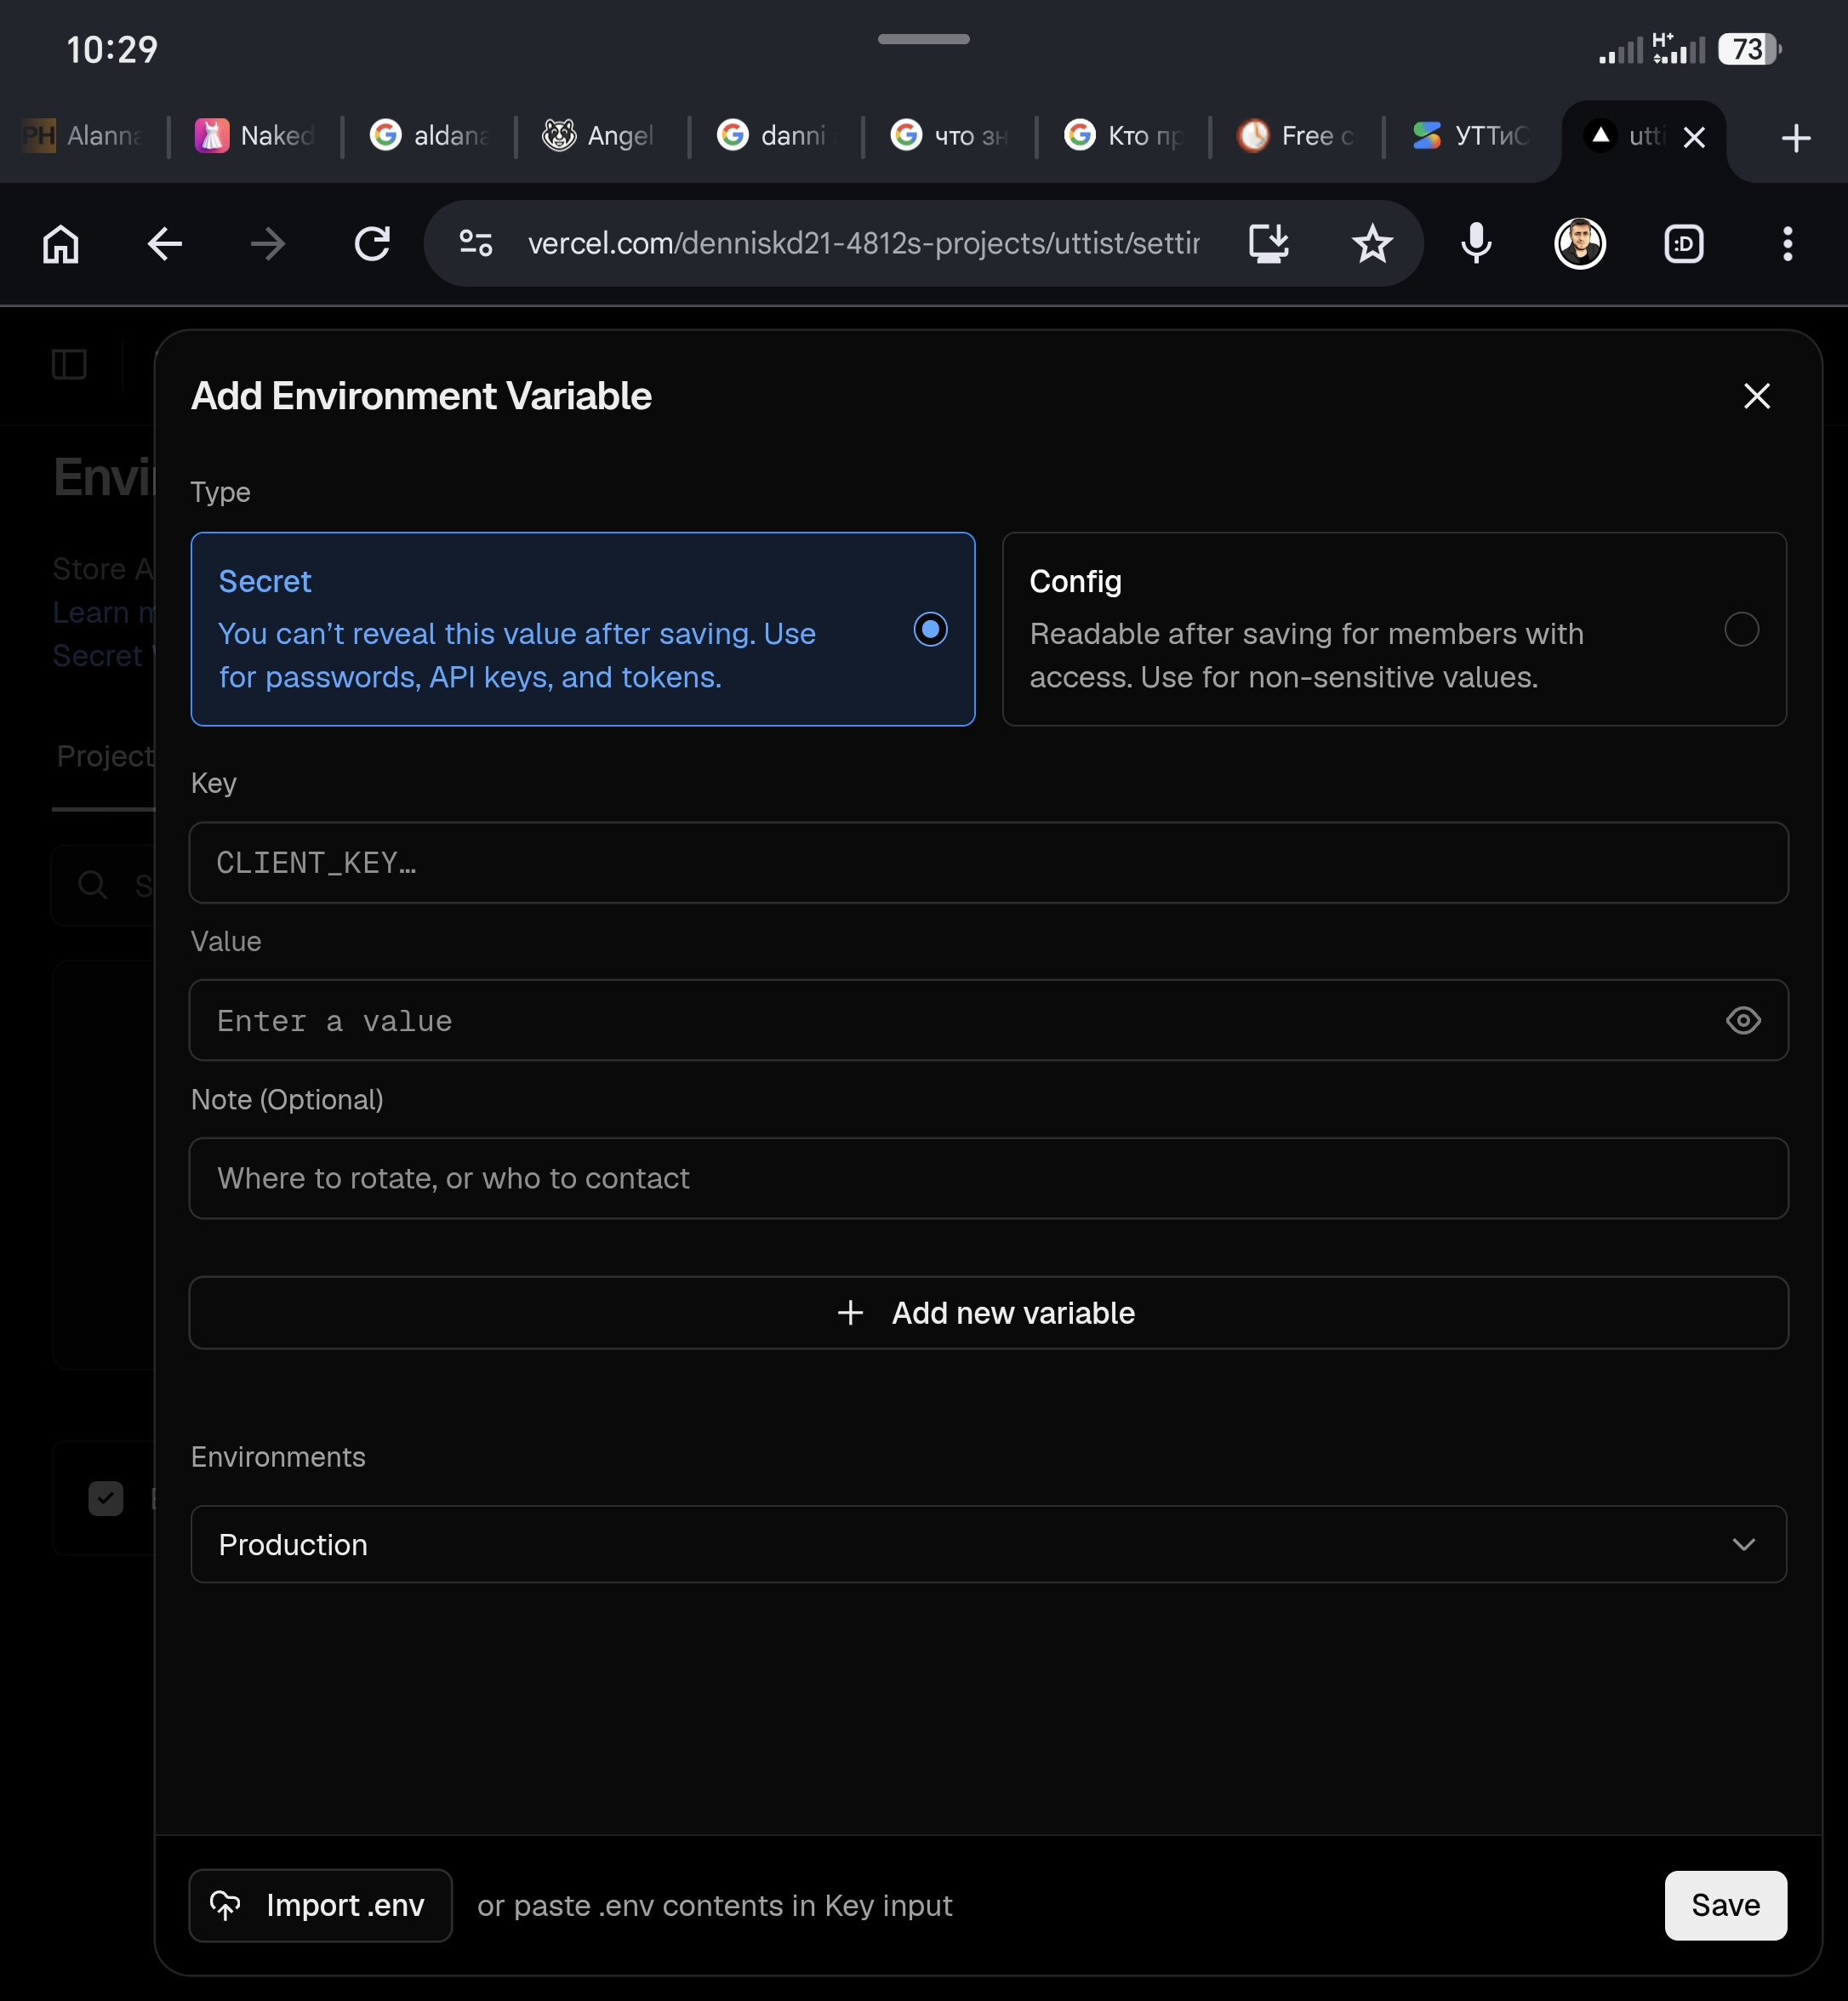 10:29
H+
73
PH Alanna
Naked
aldana
Angel
danni
что зн
Кто пр
Free c
УТТиС
utti
vercel.com/denniskd21-4812s-projects/uttist/settin
:D
Add Environment Variable
Envi
Type
Store A
Learn m
Secret
Secret
You can’t reveal this value after saving. Use
for passwords, API keys, and tokens.
Config
Readable after saving for members with
access. Use for non-sensitive values.
Project
Key
CLIENT_KEY…
S
Value
Enter a value
Note (Optional)
Where to rotate, or who to contact
Add new variable
Environments
Production
Import .env
or paste .env contents in Key input
Save